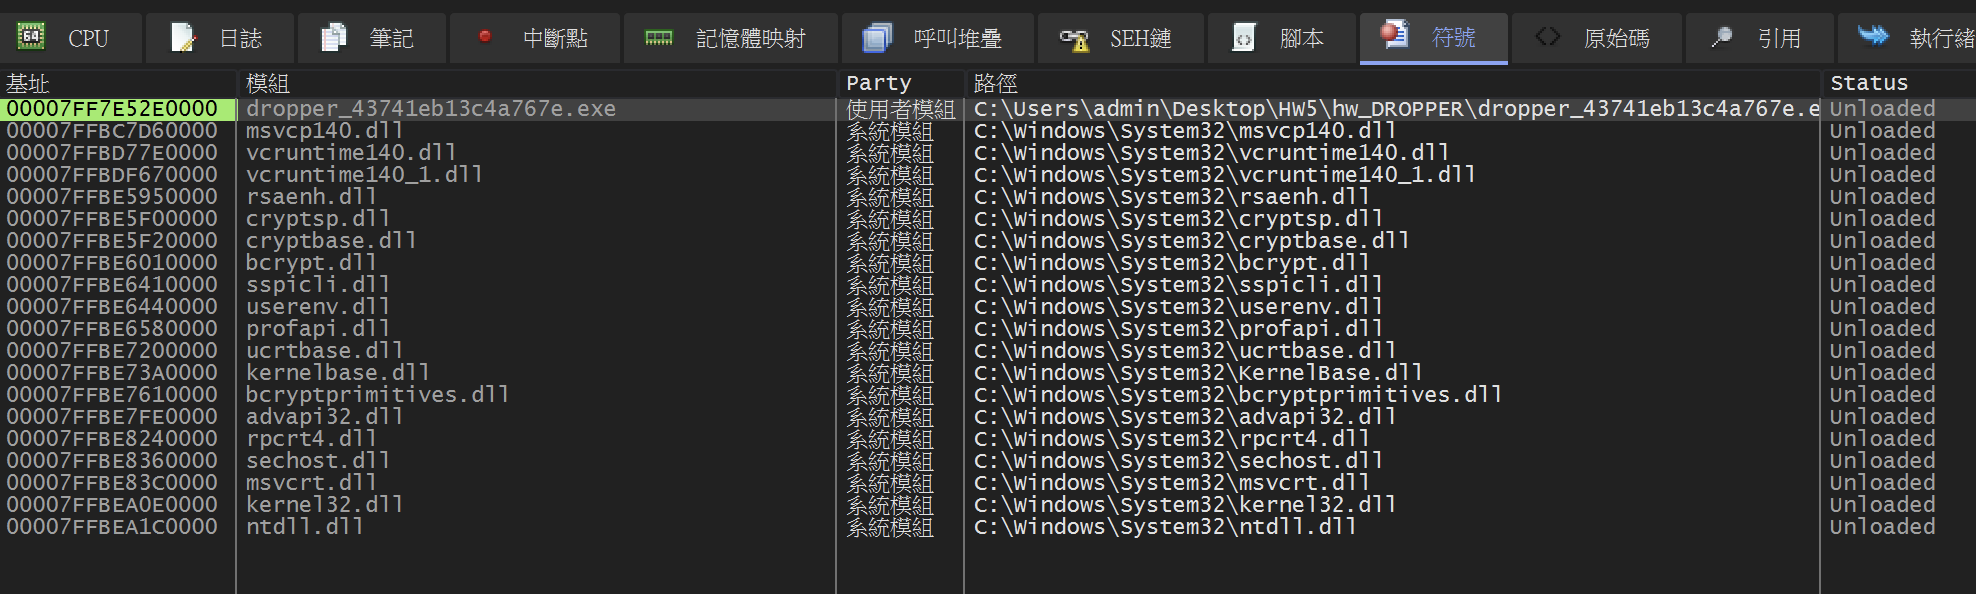 64 CPU 日誌 筆記 中斷點 記憶體映射 呼叫堆疊 SEH鏈 腳本 符號 原始碼 引用 執行緒
基址 模組 Party 路徑 Status
00007FF7E52E0000 dropper_43741eb13c4a767e.exe 使用者模組 C:\Users\admin\Desktop\HW5\hw_DROPPER\dropper_43741eb13c4a767e.e Unloaded
00007FFBC7D60000 msvcp140.dll 系統模組 C:\Windows\System32\msvcp140.dll Unloaded
00007FFBD77E0000 vcruntime140.dll 系統模組 C:\Windows\System32\vcruntime140.dll Unloaded
00007FFBDF670000 vcruntime140_1.dll 系統模組 C:\Windows\System32\vcruntime140_1.dll Unloaded
00007FFBE5950000 rsaenh.dll 系統模組 C:\Windows\System32\rsaenh.dll Unloaded
00007FFBE5F00000 cryptsp.dll 系統模組 C:\Windows\System32\cryptsp.dll Unloaded
00007FFBE5F20000 cryptbase.dll 系統模組 C:\Windows\System32\cryptbase.dll Unloaded
00007FFBE6010000 bcrypt.dll 系統模組 C:\Windows\System32\bcrypt.dll Unloaded
00007FFBE6410000 sspicli.dll 系統模組 C:\Windows\System32\sspicli.dll Unloaded
00007FFBE6440000 userenv.dll 系統模組 C:\Windows\System32\userenv.dll Unloaded
00007FFBE6580000 profapi.dll 系統模組 C:\Windows\System32\profapi.dll Unloaded
00007FFBE7200000 ucrtbase.dll 系統模組 C:\Windows\System32\ucrtbase.dll Unloaded
00007FFBE73A0000 kernelbase.dll 系統模組 C:\Windows\System32\KernelBase.dll Unloaded
00007FFBE7610000 bcryptprimitives.dll 系統模組 C:\Windows\System32\bcryptprimitives.dll Unloaded
00007FFBE7FE0000 advapi32.dll 系統模組 C:\Windows\System32\advapi32.dll Unloaded
00007FFBE8240000 rpcrt4.dll 系統模組 C:\Windows\System32\rpcrt4.dll Unloaded
00007FFBE8360000 sechost.dll 系統模組 C:\Windows\System32\sechost.dll Unloaded
00007FFBE83C0000 msvcrt.dll 系統模組 C:\Windows\System32\msvcrt.dll Unloaded
00007FFBEA0E0000 kernel32.dll 系統模組 C:\Windows\System32\kernel32.dll Unloaded
00007FFBEA1C0000 ntdll.dll 系統模組 C:\Windows\System32\ntdll.dll Unloaded